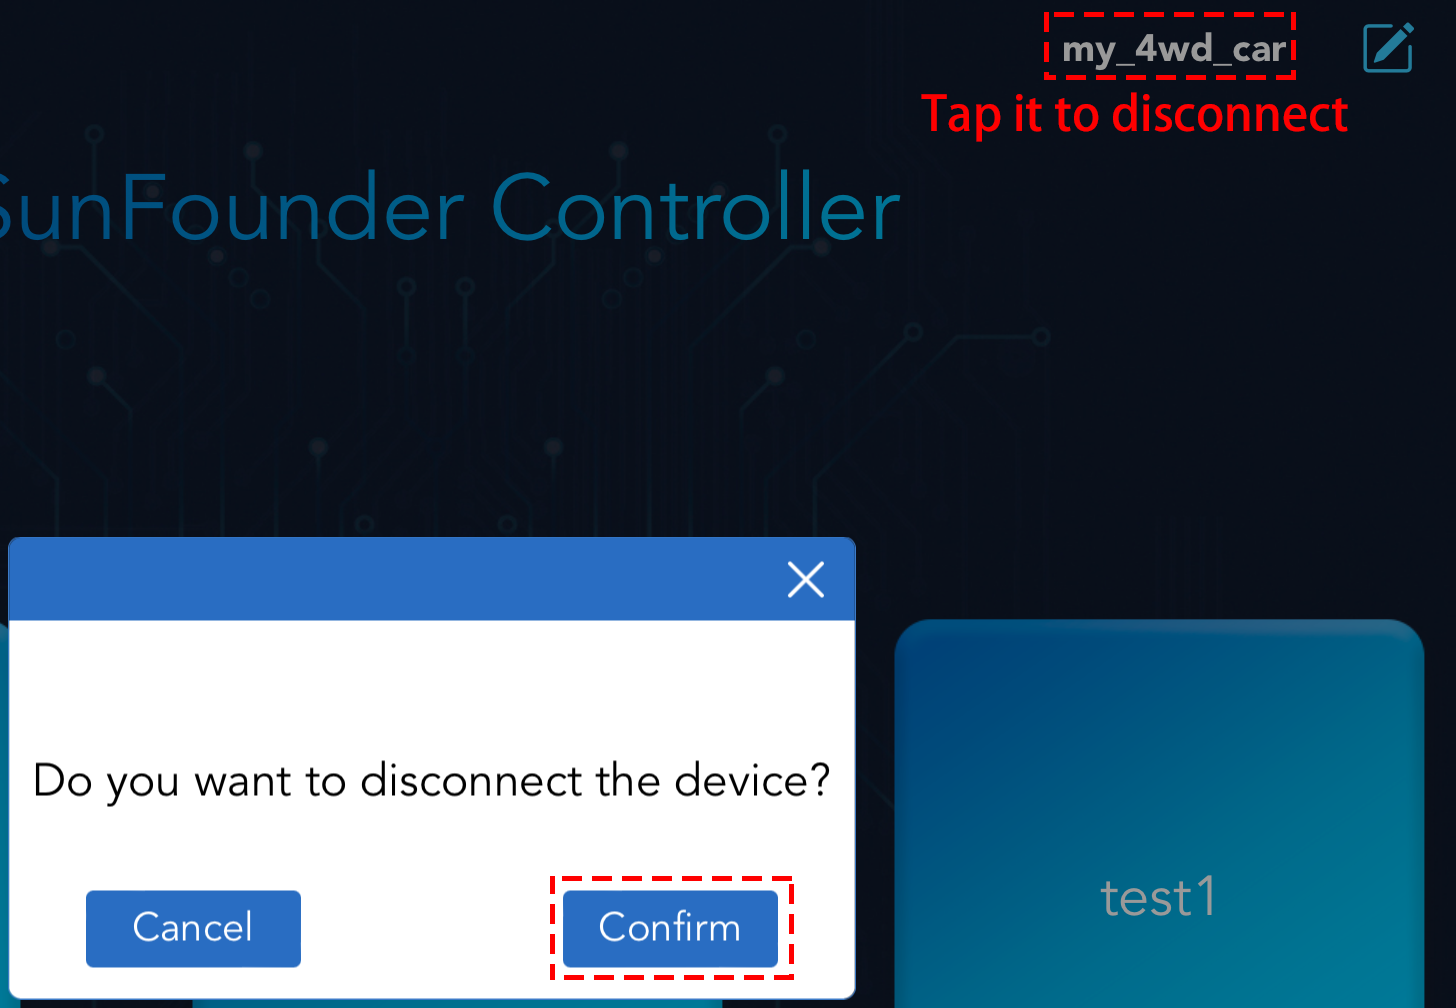 my_4wd_car
Tap it to disconnect
SunFounder Controller
Do you want to disconnect the device?
Cancel
Confirm
test1